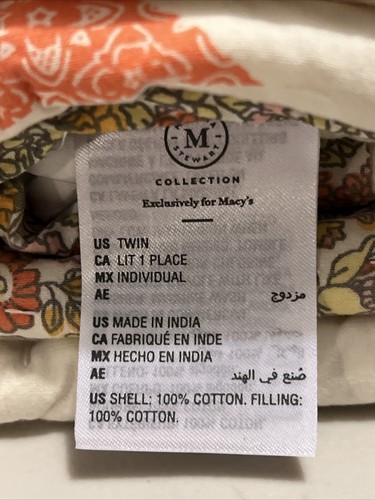 M
STEWART
COLLECTION
Exclusively for Macy's
US TWIN
CA LIT 1 PLACE
MX INDIVIDUAL
AE مزدوج
US MADE IN INDIA
CA FABRIQUÉ EN INDE
MX HECHO EN INDIA
AE صُنع في الهند
US SHELL: 100% COTTON. FILLING:
100% COTTON.